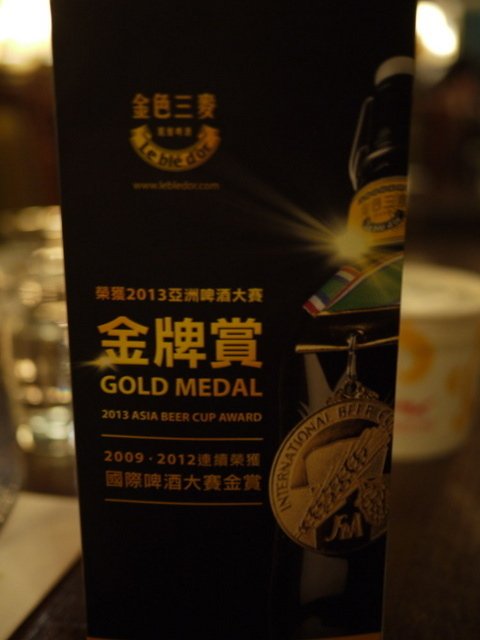 金色三麥
Le blé d'or
www.lebledor.com
榮獲2013亞洲啤酒大賽
金牌賞
GOLD MEDAL
2013 ASIA BEER CUP AWARD
2009・2012連續榮獲
國際啤酒大賽金賞
INTERNATIONAL BEER